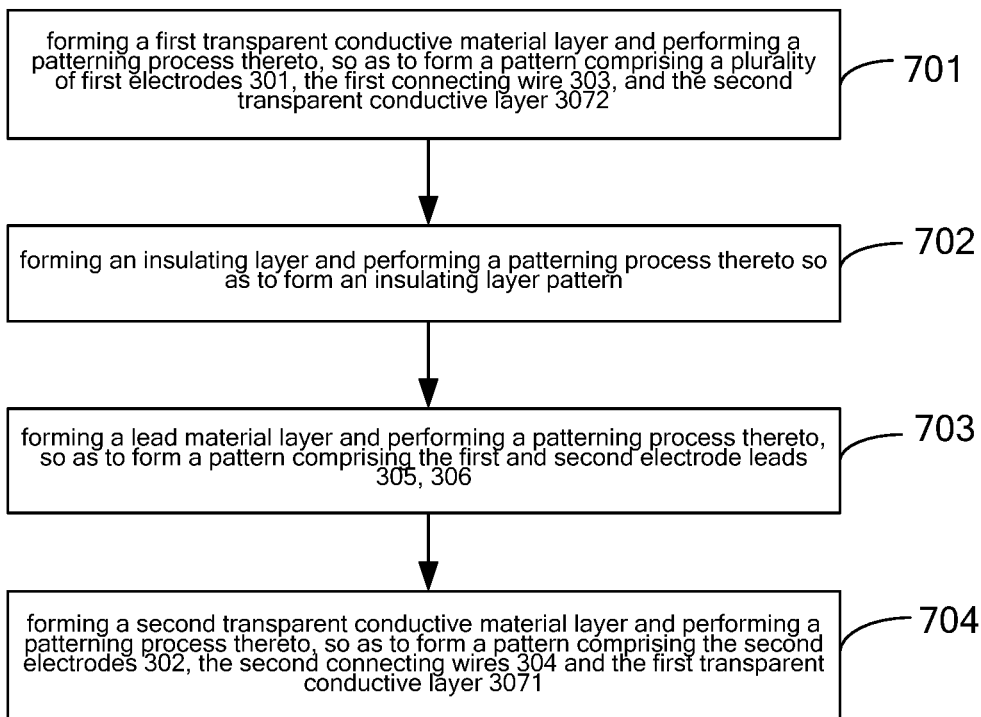 forming a first transparent conductive material layer and performing a
patterning process thereto, so as to form a pattern comprising a plurality
of first electrodes 301, the first connecting wire 303, and the second
transparent conductive layer 3072
701
forming an insulating layer and performing a patterning process thereto so
as to form an insulating layer pattern
702
forming a lead material layer and performing a patterning process thereto,
so as to form a pattern comprising the first and second electrode leads
305, 306
703
forming a second transparent conductive material layer and performing a
patterning process thereto, so as to form a pattern comprising the second
electrodes 302, the second connecting wires 304 and the first transparent
conductive layer 3071
704